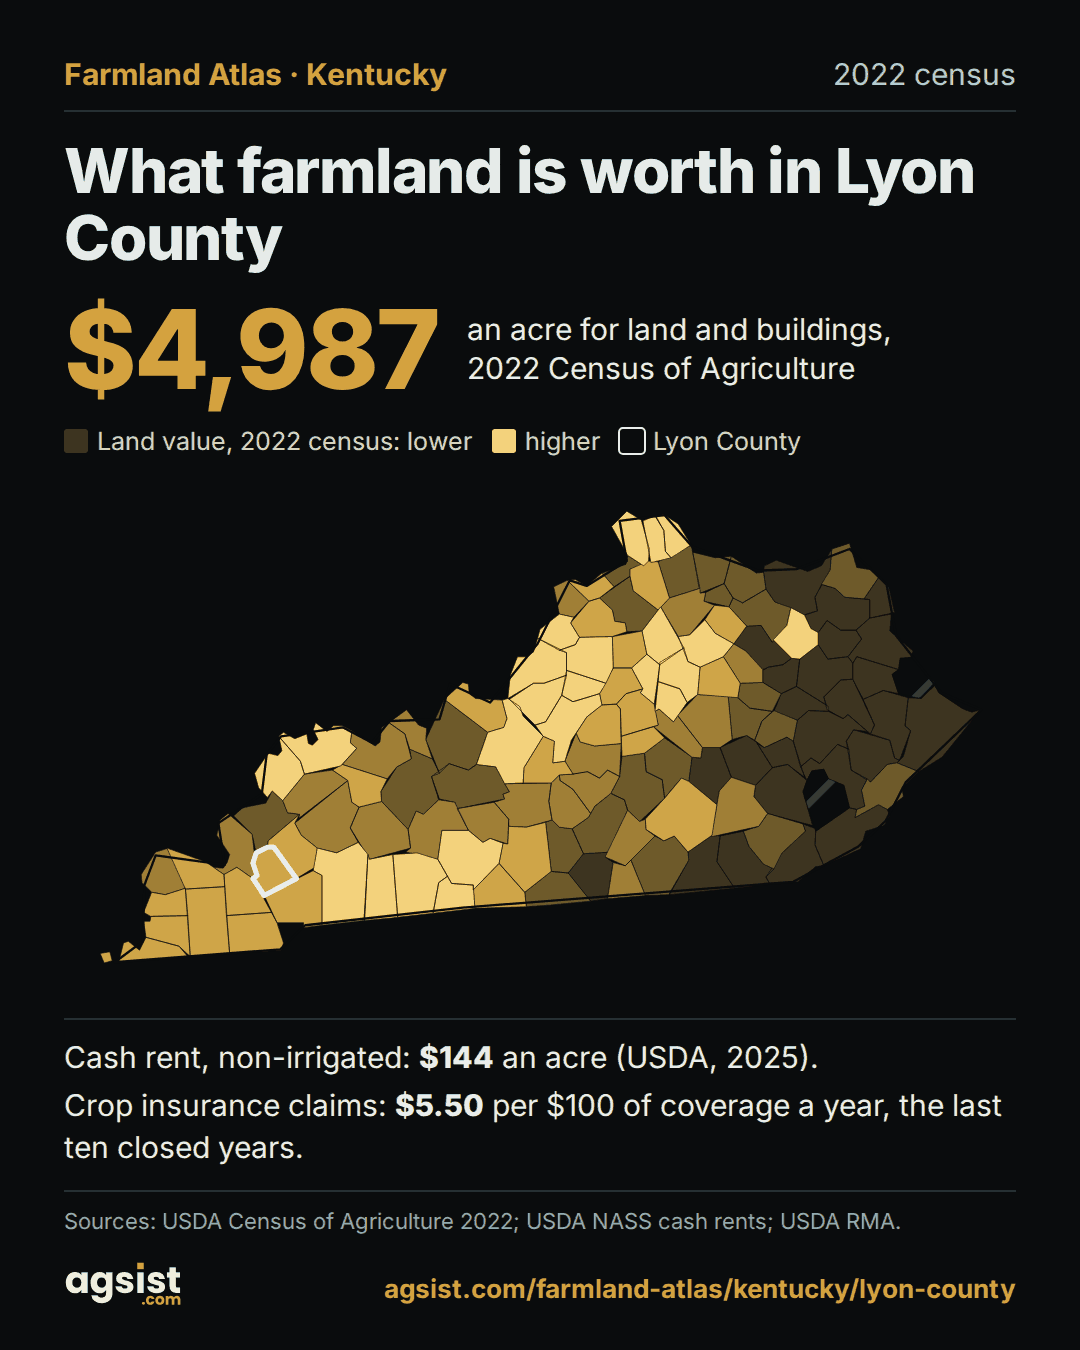 Farmland Atlas · Kentucky
2022 census
What farmland is worth in Lyon
County
$4,987
an acre for land and buildings,
2022 Census of Agriculture
Land value, 2022 census: lower
higher
Lyon County
Cash rent, non-irrigated: $144 an acre (USDA, 2025).
Crop insurance claims: $5.50 per $100 of coverage a year, the last
ten closed years.
Sources: USDA Census of Agriculture 2022; USDA NASS cash rents; USDA RMA.
agsist
.com
agsist.com/farmland-atlas/kentucky/lyon-county